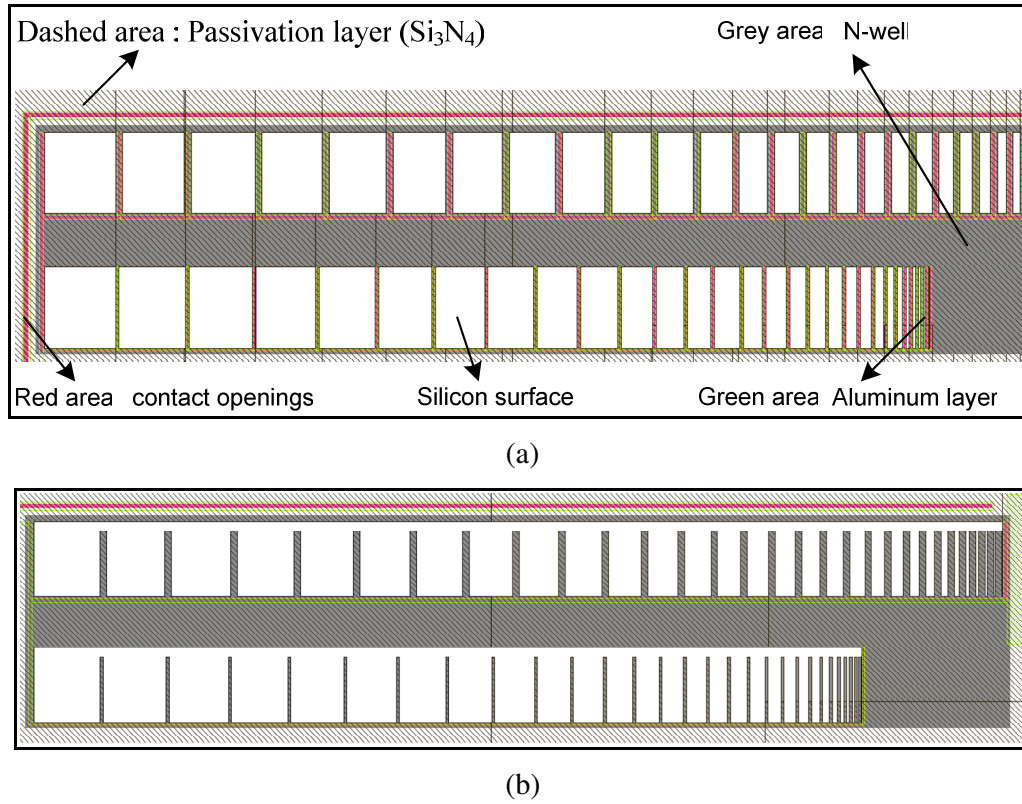 Dashed area : Passivation layer (Si3N4)
Grey area N-well
Red area contact openings
Silicon surface
Green area Aluminum layer
(a)
(b)